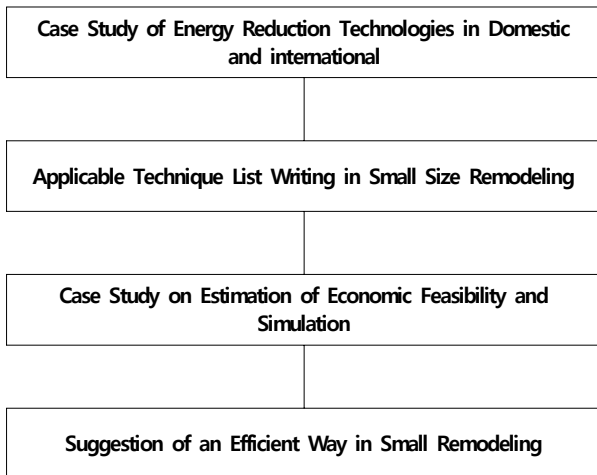 Case Study of Energy Reduction Technologies in Domestic
and international
Applicable Technique List Writing in Small Size Remodeling
Case Study on Estimation of Economic Feasibility and
Simulation
Suggestion of an Efficient Way in Small Remodeling